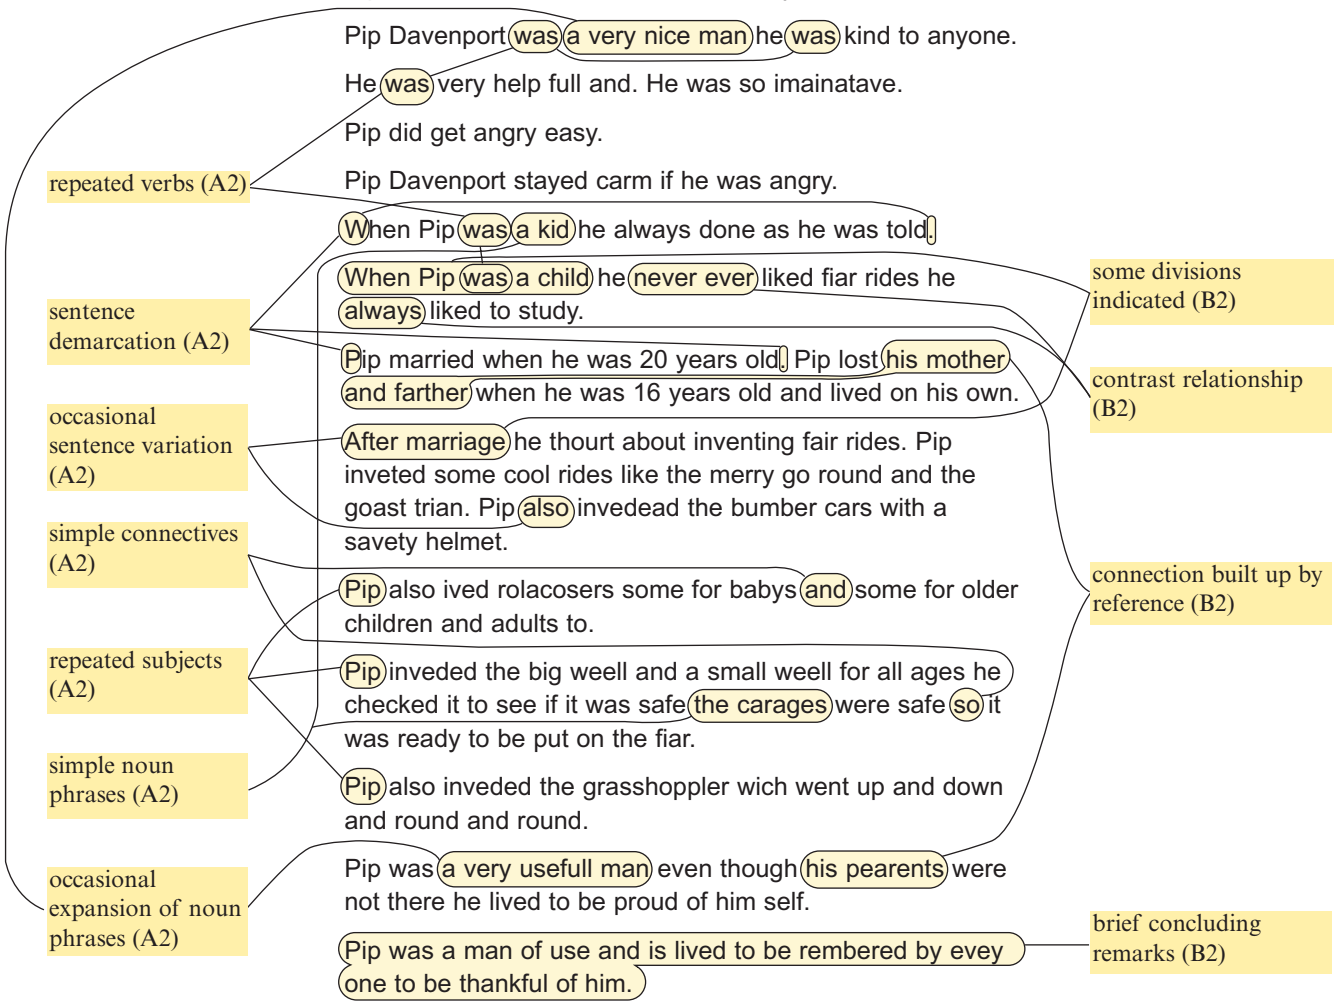 Pip Davenport was a very nice man he was kind to anyone.
He was very help full and. He was so imainatave.
Pip did get angry easy.
Pip Davenport stayed carm if he was angry.
When Pip was a kid he always done as he was told.
When Pip was a child he never ever liked fiar rides he
always liked to study.
Pip married when he was 20 years old. Pip lost his mother
and farther when he was 16 years old and lived on his own.
After marriage he thourt about inventing fair rides. Pip
inveted some cool rides like the merry go round and the
goast trian. Pip also invedead the bumber cars with a
savety helmet.
Pip also ived rolacosers some for babys and some for older
children and adults to.
Pip inveded the big weell and a small weell for all ages he
checked it to see if it was safe the carages were safe so it
was ready to be put on the fiar.
Pip also inveded the grasshoppler wich went up and down
and round and round.
Pip was a very usefull man even though his pearents were
not there he lived to be proud of him self.
Pip was a man of use and is lived to be rembered by evey
one to be thankful of him.
repeated verbs (A2)
sentence
demarcation (A2)
occasional
sentence variation
(A2)
simple connectives
(A2)
repeated subjects
(A2)
simple noun
phrases (A2)
occasional
expansion of noun
phrases (A2)
some divisions
indicated (B2)
contrast relationship
(B2)
connection built up by
reference (B2)
brief concluding
remarks (B2)